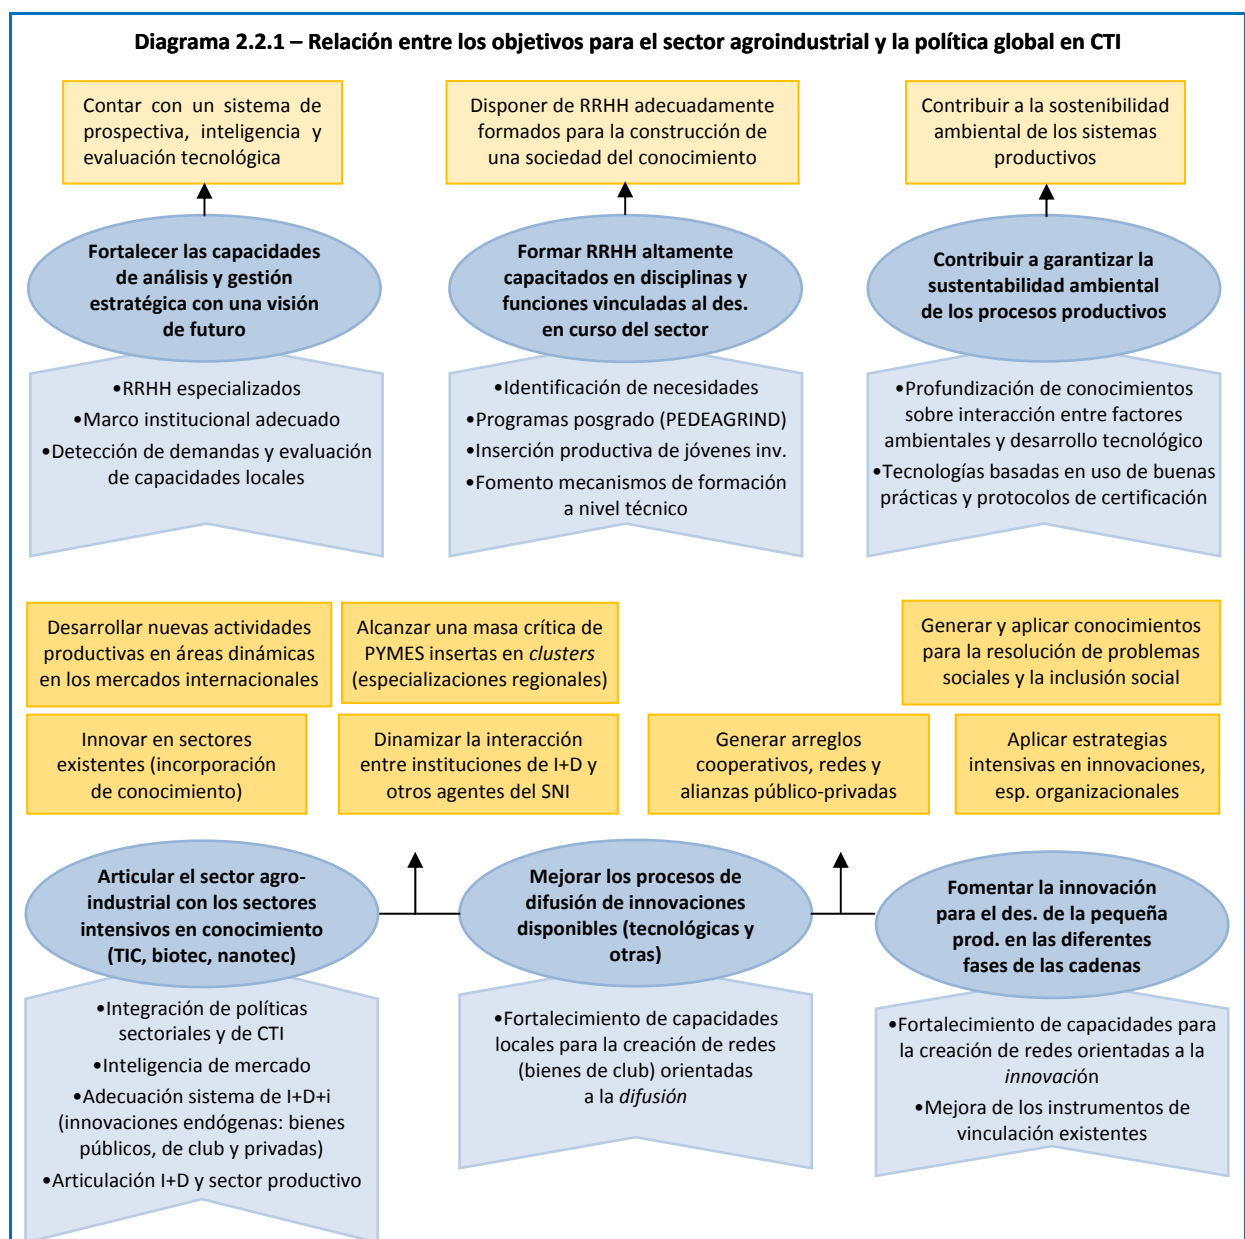 Diagrama 2.2.1 – Relación entre los objetivos para el sector agroindustrial y la política global en CTI
Contar con un sistema de
prospectiva, inteligencia y
evaluación tecnológica
Disponer de RRHH adecuadamente
formados para la construcción de
una sociedad del conocimiento
Contribuir a la sostenibilidad
ambiental de los sistemas
productivos
Fortalecer las capacidades
de análisis y gestión
estratégica con una visión
de futuro
Formar RRHH altamente
capacitados en disciplinas y
funciones vinculadas al des.
en curso del sector
Contribuir a garantizar la
sustentabilidad ambiental
de los procesos productivos
•RRHH especializados
•Marco institucional adecuado
•Detección de demandas y evaluación
de capacidades locales
•Identificación de necesidades
•Programas posgrado (PEDEAGRIND)
•Inserción productiva de jóvenes inv.
•Fomento mecanismos de formación
a nivel técnico
•Profundización de conocimientos
sobre interacción entre factores
ambientales y desarrollo tecnológico
•Tecnologías basadas en uso de buenas
prácticas y protocolos de certificación
Desarrollar nuevas actividades
productivas en áreas dinámicas
en los mercados internacionales
Alcanzar una masa crítica de
PYMES insertas en clusters
(especializaciones regionales)
Generar y aplicar conocimientos
para la resolución de problemas
sociales y la inclusión social
Innovar en sectores
existentes (incorporación
de conocimiento)
Dinamizar la interacción
entre instituciones de I+D y
otros agentes del SNI
Generar arreglos
cooperativos, redes y
alianzas público-privadas
Aplicar estrategias
intensivas en innovaciones,
esp. organizacionales
Articular el sector agro-
industrial con los sectores
intensivos en conocimiento
(TIC, biotec, nanotec)
Mejorar los procesos de
difusión de innovaciones
disponibles (tecnológicas y
otras)
Fomentar la innovación
para el des. de la pequeña
prod. en las diferentes
fases de las cadenas
•Integración de políticas
sectoriales y de CTI
•Inteligencia de mercado
•Adecuación sistema de I+D+i
(innovaciones endógenas: bienes
públicos, de club y privadas)
•Articulación I+D y sector productivo
•Fortalecimiento de capacidades
locales para la creación de redes
(bienes de club) orientadas
a la difusión
•Fortalecimiento de capacidades para
la creación de redes orientadas a la
innovación
•Mejora de los instrumentos de
vinculación existentes